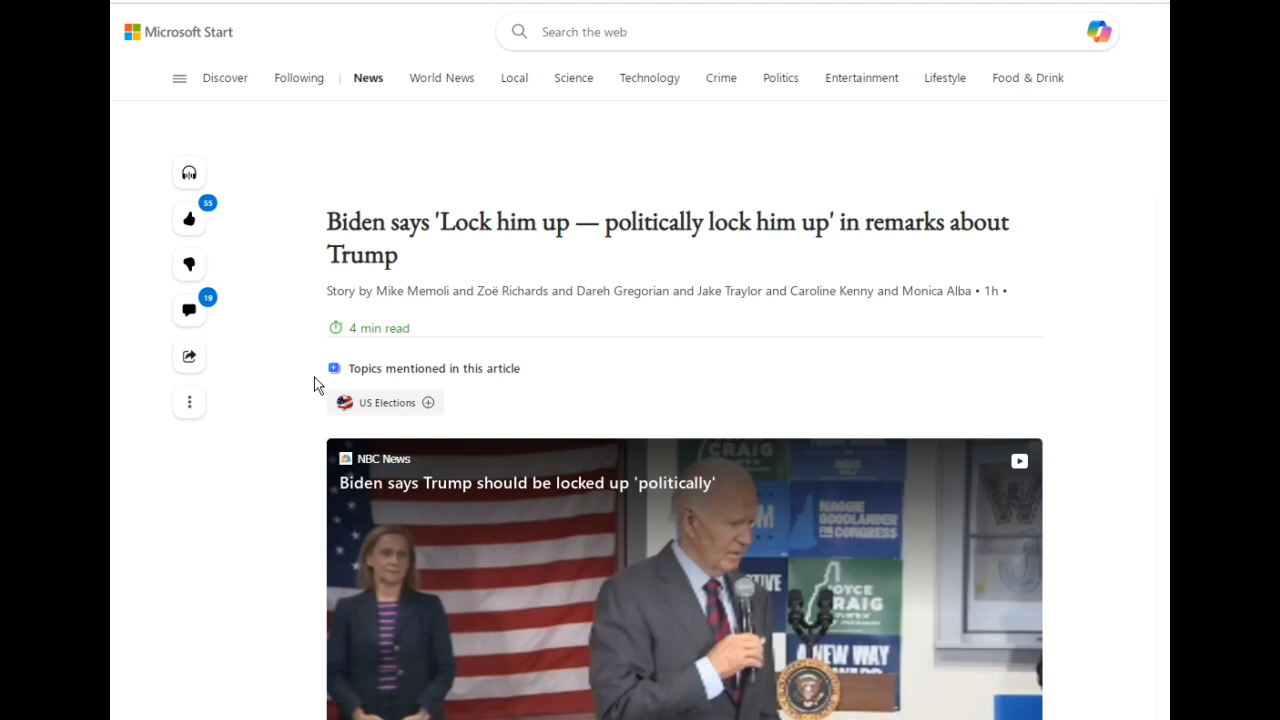 Microsoft Start
Search the web
Discover
Following
News
World News
Local
Science
Technology
Crime
Politics
Entertainment
Lifestyle
Food & Drink
55
19
Biden says 'Lock him up — politically lock him up' in remarks about
Trump
Story by Mike Memoli and Zoë Richards and Dareh Gregorian and Jake Traylor and Caroline Kenny and Monica Alba • 1h •
4 min read
Topics mentioned in this article
US Elections
NBC News
Biden says Trump should be locked up 'politically'
CRAIG
MAGGIE
GOODLANDER
FOR CONGRESS
OYCE
RAIG
A NEW WAY